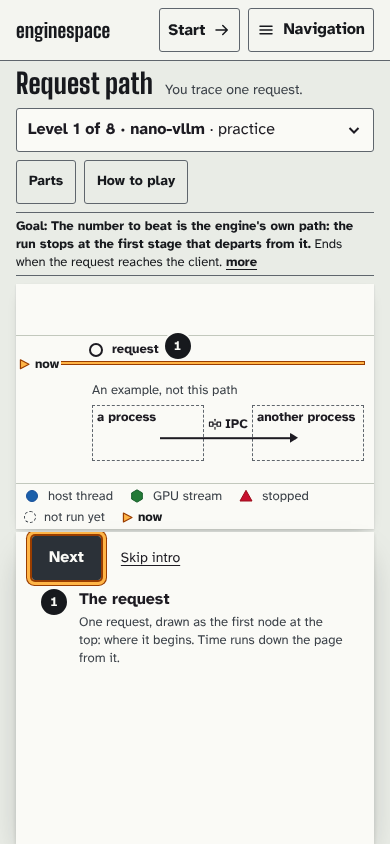 enginespace
Start →
Navigation
Request path
You trace one request.
Level 1 of 8 · nano-vllm · practice
Parts
How to play
Goal: The number to beat is the engine's own path: the
run stops at the first stage that departs from it. Ends
when the request reaches the client. more
request 1
now
An example, not this path
a process
IPC
another process
host thread
GPU stream
stopped
not run yet
now
Next
Skip intro
1 The request
One request, drawn as the first node at the
top: where it begins. Time runs down the page
from it.